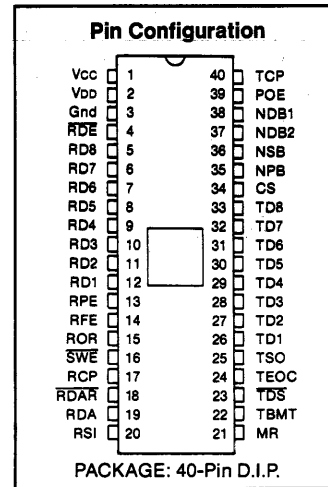 Pin Configuration
Vcc 1 40 TCP
VDD 2 39 POE
Gnd 3 38 NDB1
RDE 4 37 NDB2
RD8 5 36 NSB
RD7 6 35 NPB
RD6 7 34 CS
RD5 8 33 TD8
RD4 9 32 TD7
RD3 10 31 TD6
RD2 11 30 TD5
RD1 12 29 TD4
RPE 13 28 TD3
RFE 14 27 TD2
ROR 15 26 TD1
SWE 16 25 TSO
RCP 17 24 TEOC
RDAR 18 23 TDS
RDA 19 22 TBMT
RSI 20 21 MR
PACKAGE: 40-Pin D.I.P.